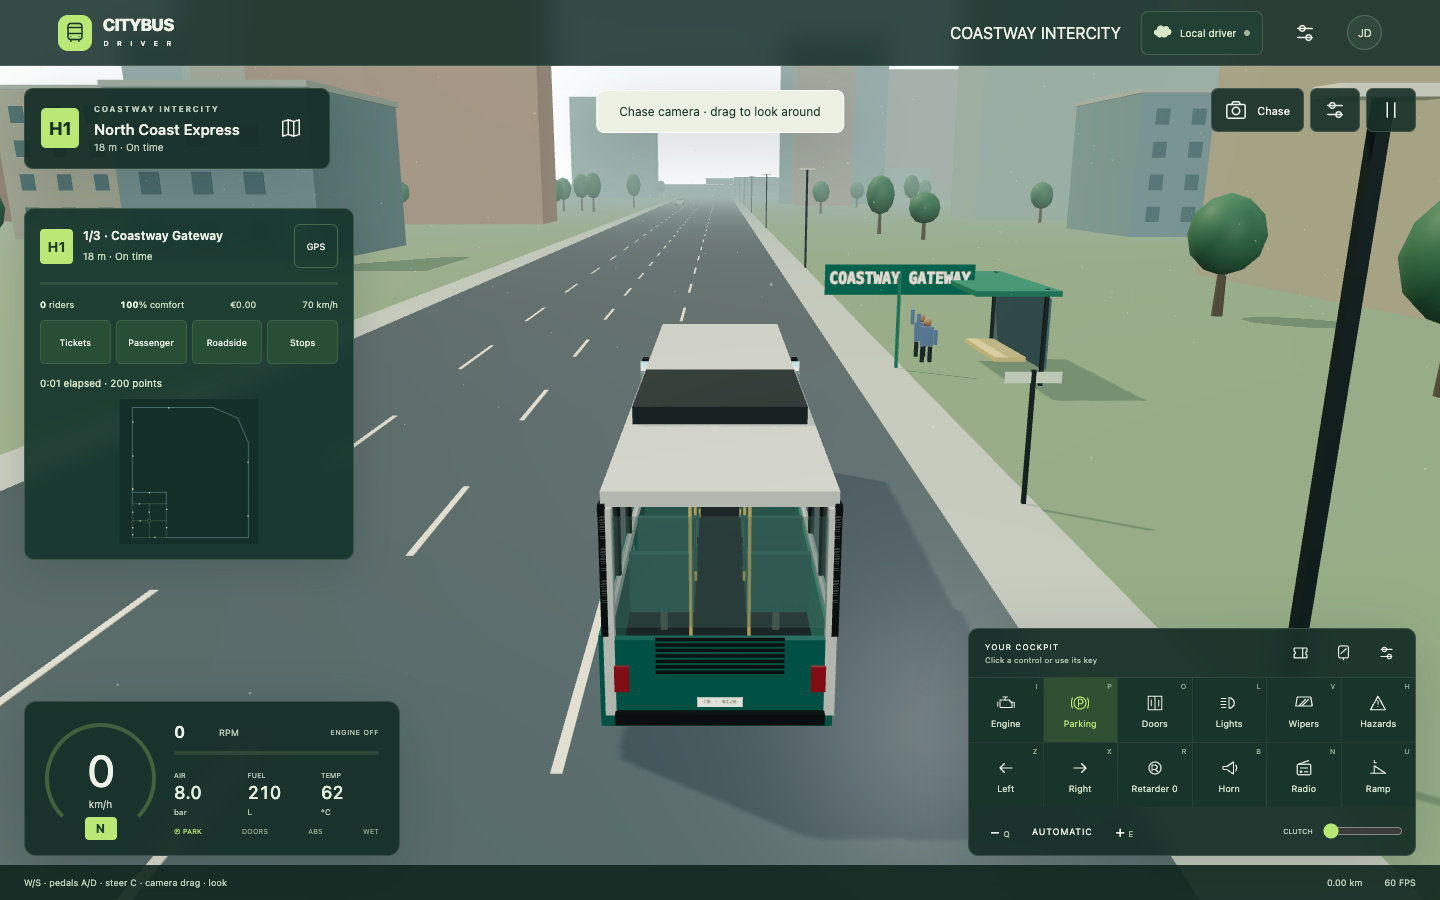 CITYBUS
DRIVER
COASTWAY INTERCITY
Local driver
JD
H1
COASTWAY INTERCITY
North Coast Express
18 m · On time
Chase camera · drag to look around
Chase
H1
1/3 · Coastway Gateway
18 m · On time
GPS
0 riders
100% comfort
€0.00
70 km/h
Tickets
Passenger
Roadside
Stops
0:01 elapsed · 200 points
COASTWAY GATEWAY
0
km/h
N
0
RPM
ENGINE OFF
AIR
FUEL
TEMP
8.0
210
62
bar
L
°C
PARK
DOORS
ABS
WET
YOUR COCKPIT
Click a control or use its key
I
P
O
L
V
H
Engine
Parking
Doors
Lights
Wipers
Hazards
Z
X
R
B
N
U
Left
Right
Retarder 0
Horn
Radio
Ramp
− Q
AUTOMATIC
+ E
CLUTCH
W/S · pedals A/D · steer C · camera drag · look
0.00 km
60 FPS